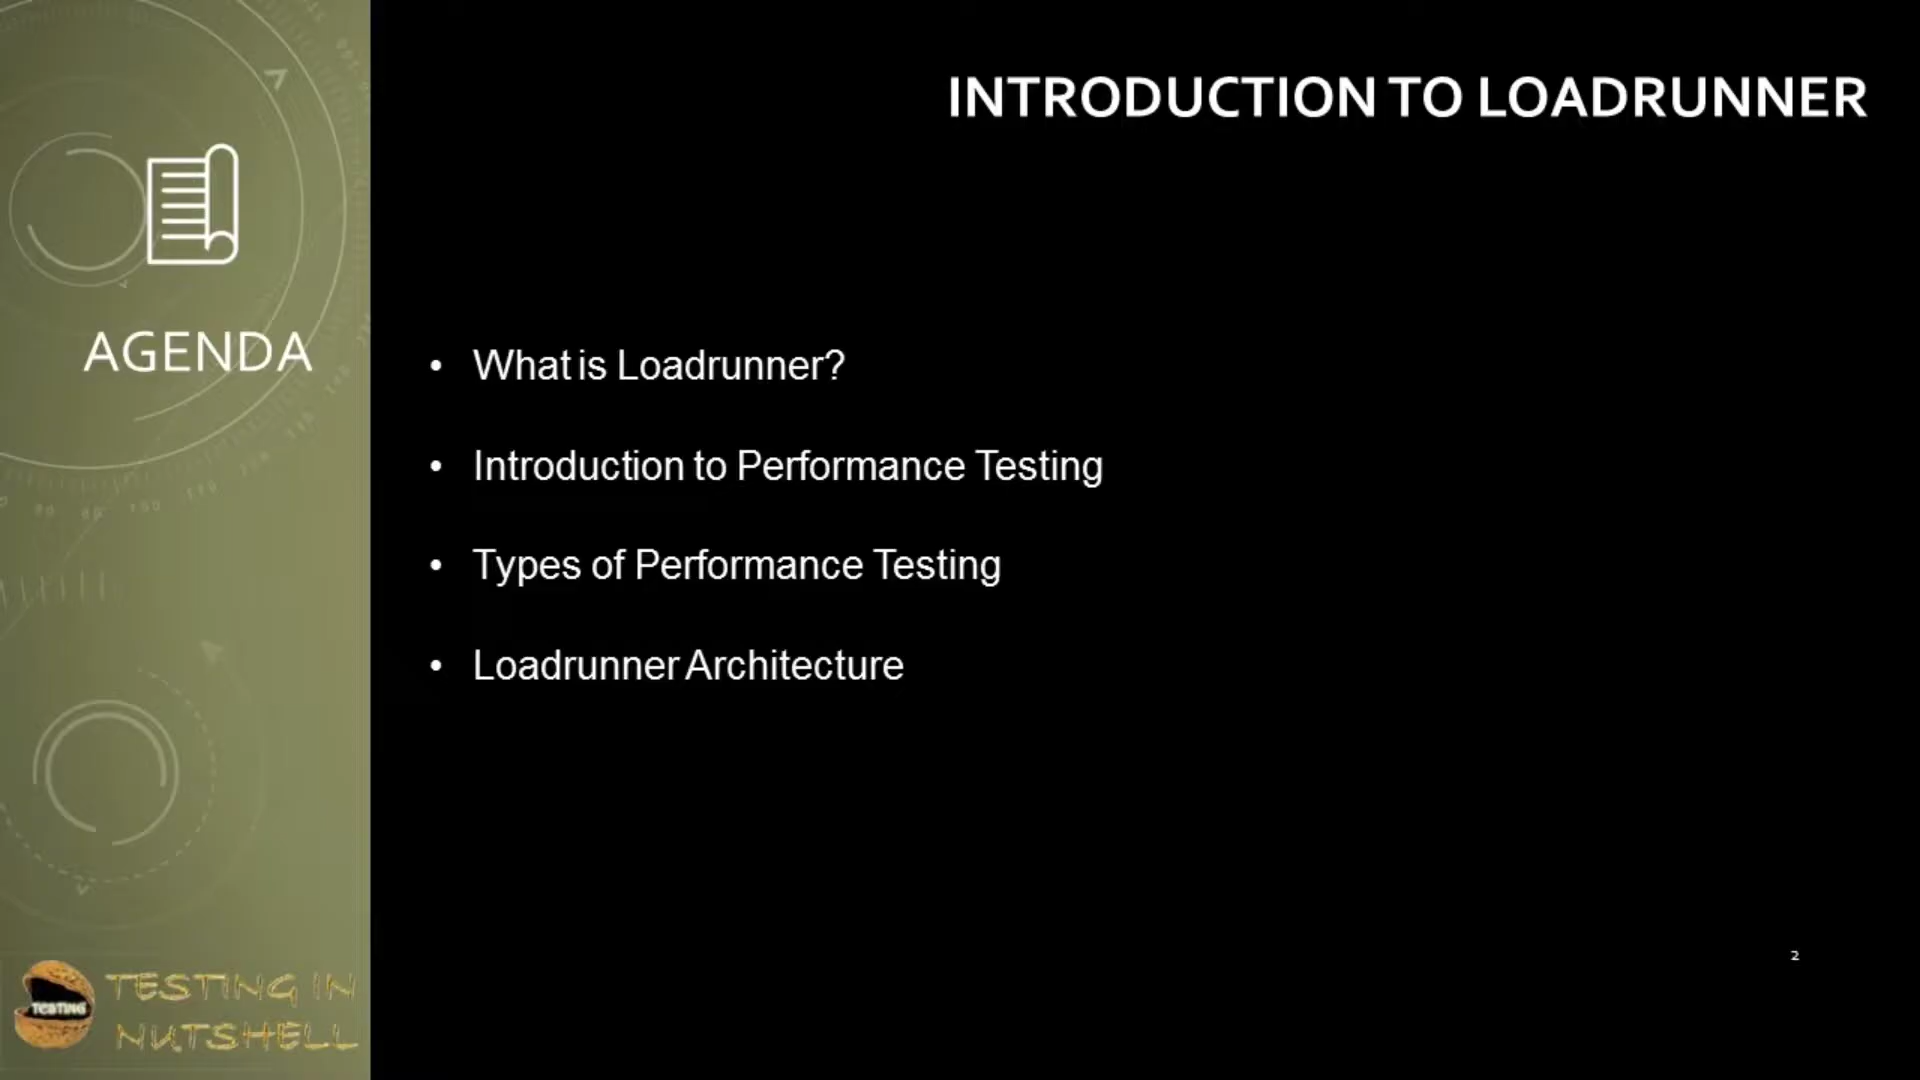 INTRODUCTION TO LOADRUNNER
AGENDA
• What is Loadrunner?
• Introduction to Performance Testing
• Types of Performance Testing
• Loadrunner Architecture
2
TESTING
TESTING IN
NUTSHELL